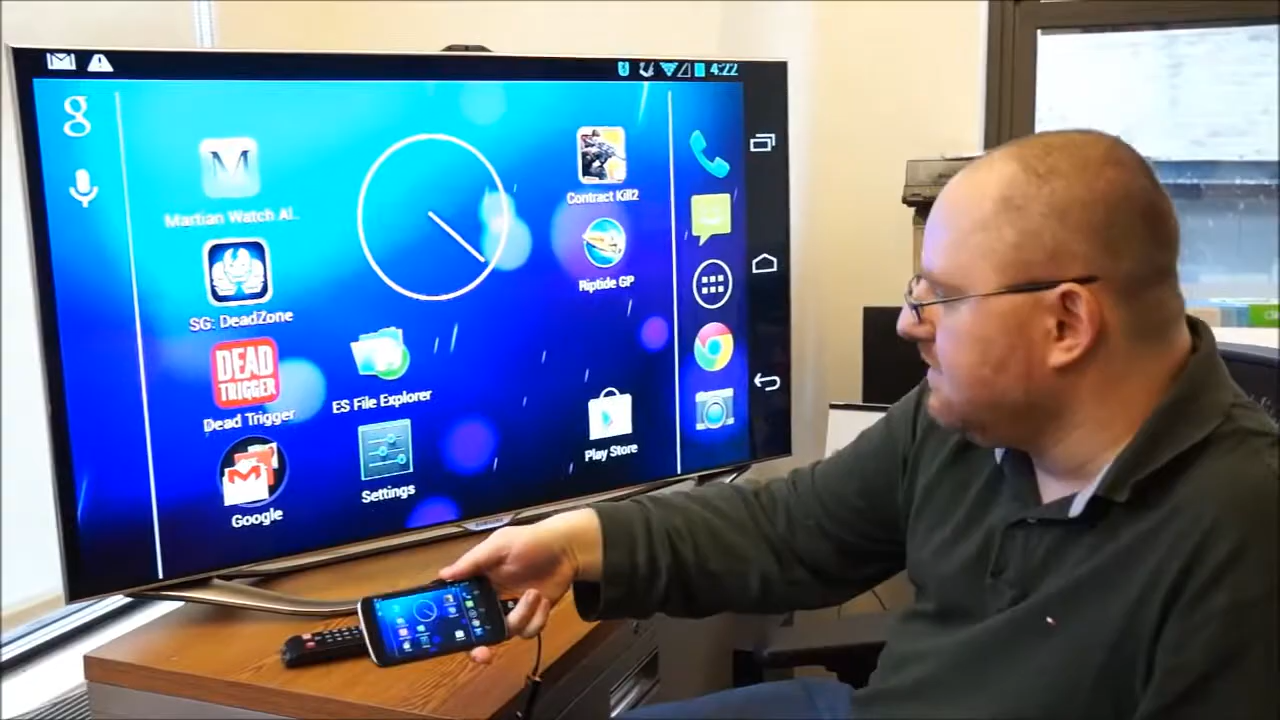 4:22
g
M
Martian Watch Al..
Contract Kill2
SG: DeadZone
Riptide GP
DEAD
TRIGGER
Dead Trigger
ES File Explorer
Play Store
Settings
Google
SAMSUNG